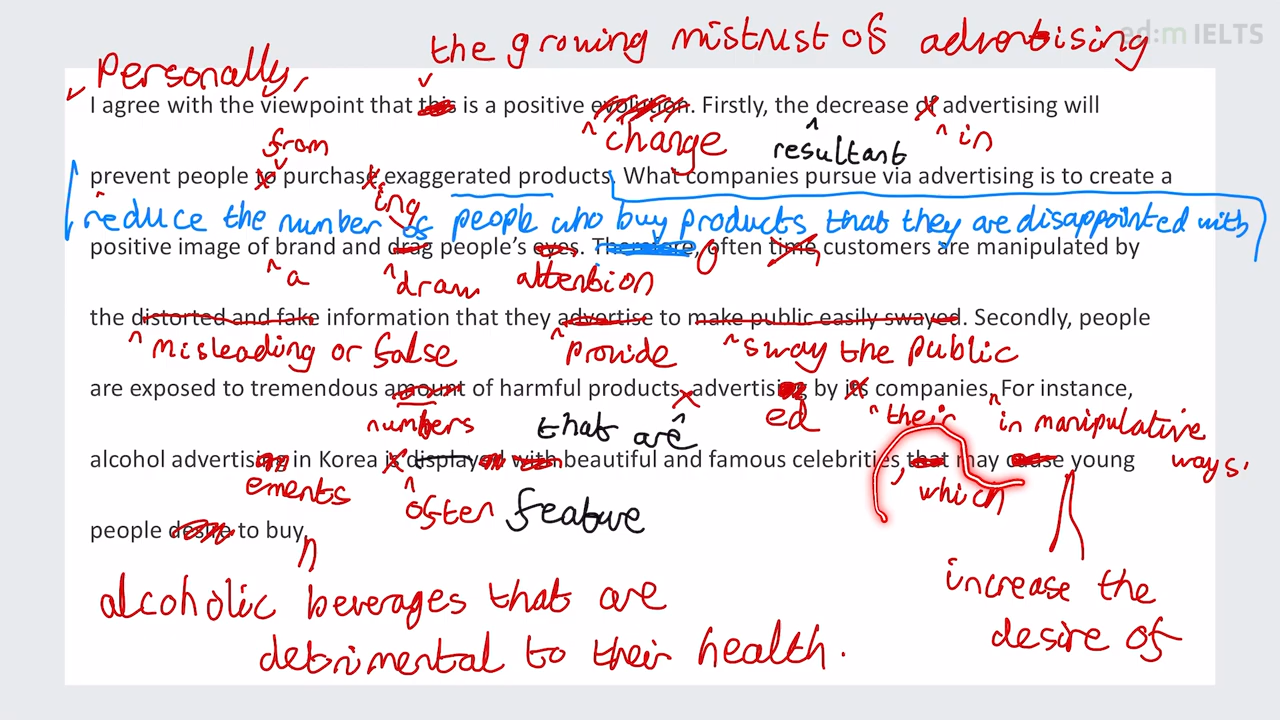 ed:m IELTS
the growing mistrust of advertising
Personally,
I agree with the viewpoint that this is a positive evolution. Firstly, the decrease of advertising will
from
change
resultant
in
prevent people to purchase exaggerated products. What companies pursue via advertising is to create a
ing
reduce the number of people who buy products that they are disappointed with
positive image of brand and drag people's eyes. Therefore, often time customers are manipulated by
O
a
draw
attention
the distorted and fake information that they advertise to make public easily swayed. Secondly, people
misleading or false
provide
sway the public
are exposed to tremendous amount of harmful products, advertising by its companies. For instance,
numbers
that are
ed
their
in manipulative
ways.
alcohol advertising in Korea is displayed with beautiful and famous celebrities that may cause young
ements
often
feature
, which
people desire to buy.
alcoholic beverages that are
detrimental to their health.
increase the
desire of